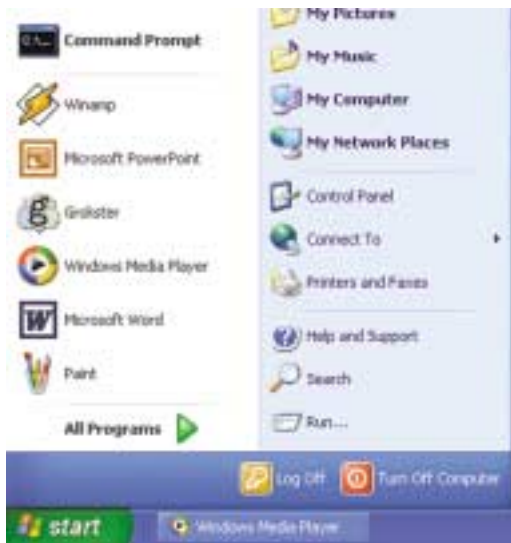 Command Prompt
Winamp
Microsoft PowerPoint
Grokster
Windows Media Player
Microsoft Word
Paint
All Programs
My Pictures
My Music
My Computer
My Network Places
Control Panel
Connect To
Printers and Faxes
Help and Support
Search
Run...
Log Off
Turn Off Computer
start
Windows Media Player